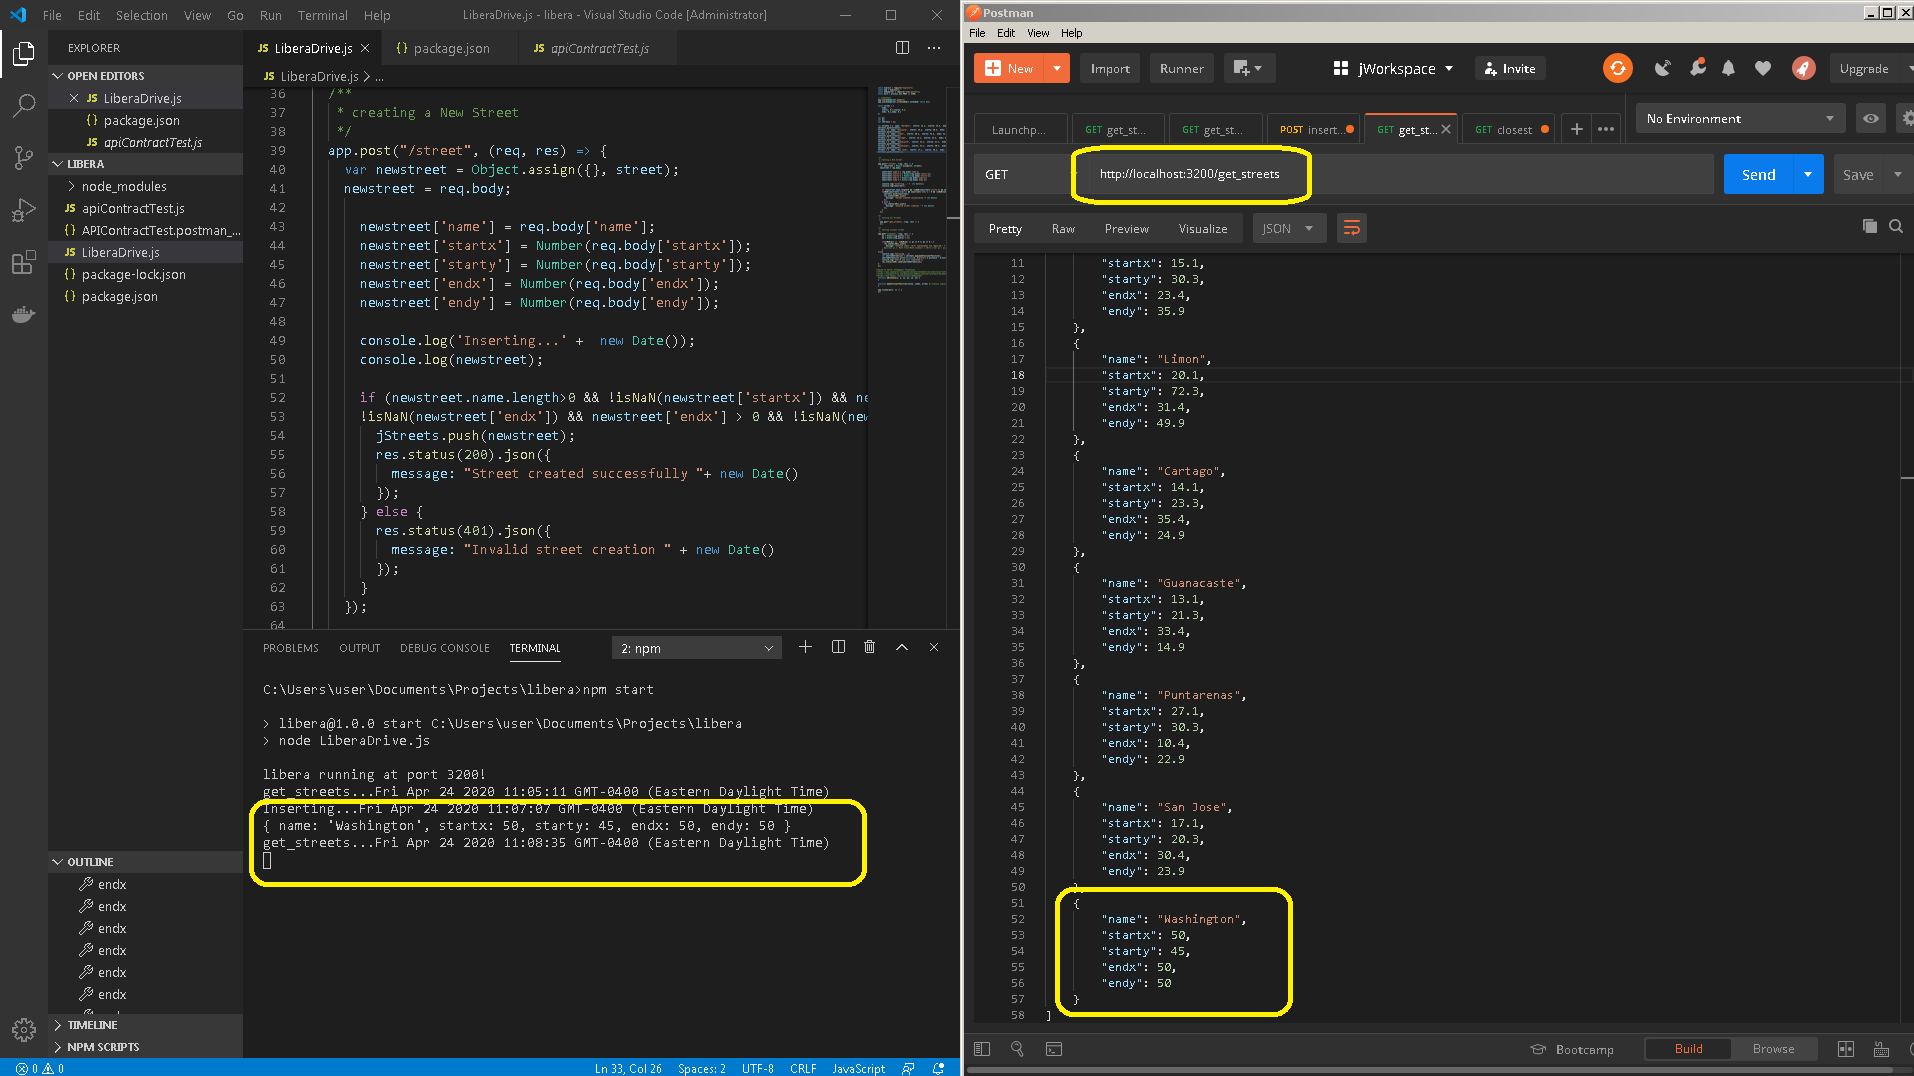 File Edit Selection View Go Run Terminal Help
LiberaDrive.js - libera - Visual Studio Code [Administrator]
EXPLORER
OPEN EDITORS
JS LiberaDrive.js
{} package.json
JS apiContractTest.js
LIBERA
node_modules
JS apiContractTest.js
{} APIContractTest.postman_...
JS LiberaDrive.js
{} package-lock.json
{} package.json
OUTLINE
endx
endx
endx
endx
endx
endx
TIMELINE
NPM SCRIPTS
JS LiberaDrive.js
{} package.json
JS apiContractTest.js
JS LiberaDrive.js > ...
36 /**
37 * creating a New Street
38 */
39 app.post("/street", (req, res) => {
40 var newstreet = Object.assign({}, street);
41 newstreet = req.body;
42
43 newstreet['name'] = req.body['name'];
44 newstreet['startx'] = Number(req.body['startx']);
45 newstreet['starty'] = Number(req.body['starty']);
46 newstreet['endx'] = Number(req.body['endx']);
47 newstreet['endy'] = Number(req.body['endy']);
48
49 console.log('Inserting...' + new Date());
50 console.log(newstreet);
51
52 if (newstreet.name.length>0 && !isNaN(newstreet['startx']) && ne
53 !isNaN(newstreet['endx']) && newstreet['endx'] > 0 && !isNaN(new
54 jStreets.push(newstreet);
55 res.status(200).json({
56 message: "Street created successfully "+ new Date()
57 });
58 } else {
59 res.status(401).json({
60 message: "Invalid street creation " + new Date()
61 });
62 }
63 });
64
PROBLEMS OUTPUT DEBUG CONSOLE TERMINAL
2: npm
C:\Users\user\Documents\Projects\libera>npm start
> libera@1.0.0 start C:\Users\user\Documents\Projects\libera
> node LiberaDrive.js
libera running at port 3200!
get_streets...Fri Apr 24 2020 11:05:11 GMT-0400 (Eastern Daylight Time)
Inserting...Fri Apr 24 2020 11:07:07 GMT-0400 (Eastern Daylight Time)
{ name: 'Washington', startx: 50, starty: 45, endx: 50, endy: 50 }
get_streets...Fri Apr 24 2020 11:08:35 GMT-0400 (Eastern Daylight Time)
0 0
Ln 33, Col 26 Spaces: 2 UTF-8 CRLF JavaScript
Postman
File Edit View Help
New Import Runner
jWorkspace
Invite
Upgrade
Launchp...
GET get_st...
GET get_st...
POST insert...
GET get_st...
GET closest
No Environment
GET http://localhost:3200/get_streets
Send
Save
Pretty Raw Preview Visualize JSON
11 "startx": 15.1,
12 "starty": 30.3,
13 "endx": 23.4,
14 "endy": 35.9
15 },
16 {
17 "name": "Limon",
18 "startx": 20.1,
19 "starty": 72.3,
20 "endx": 31.4,
21 "endy": 49.9
22 },
23 {
24 "name": "Cartago",
25 "startx": 14.1,
26 "starty": 23.3,
27 "endx": 35.4,
28 "endy": 24.9
29 },
30 {
31 "name": "Guanacaste",
32 "startx": 13.1,
33 "starty": 21.3,
34 "endx": 33.4,
35 "endy": 14.9
36 },
37 {
38 "name": "Puntarenas",
39 "startx": 27.1,
40 "starty": 30.3,
41 "endx": 10.4,
42 "endy": 22.9
43 },
44 {
45 "name": "San Jose",
46 "startx": 17.1,
47 "starty": 20.3,
48 "endx": 30.4,
49 "endy": 23.9
50 },
51 {
52 "name": "Washington",
53 "startx": 50,
54 "starty": 45,
55 "endx": 50,
56 "endy": 50
57 }
58 ]
Bootcamp
Build
Browse